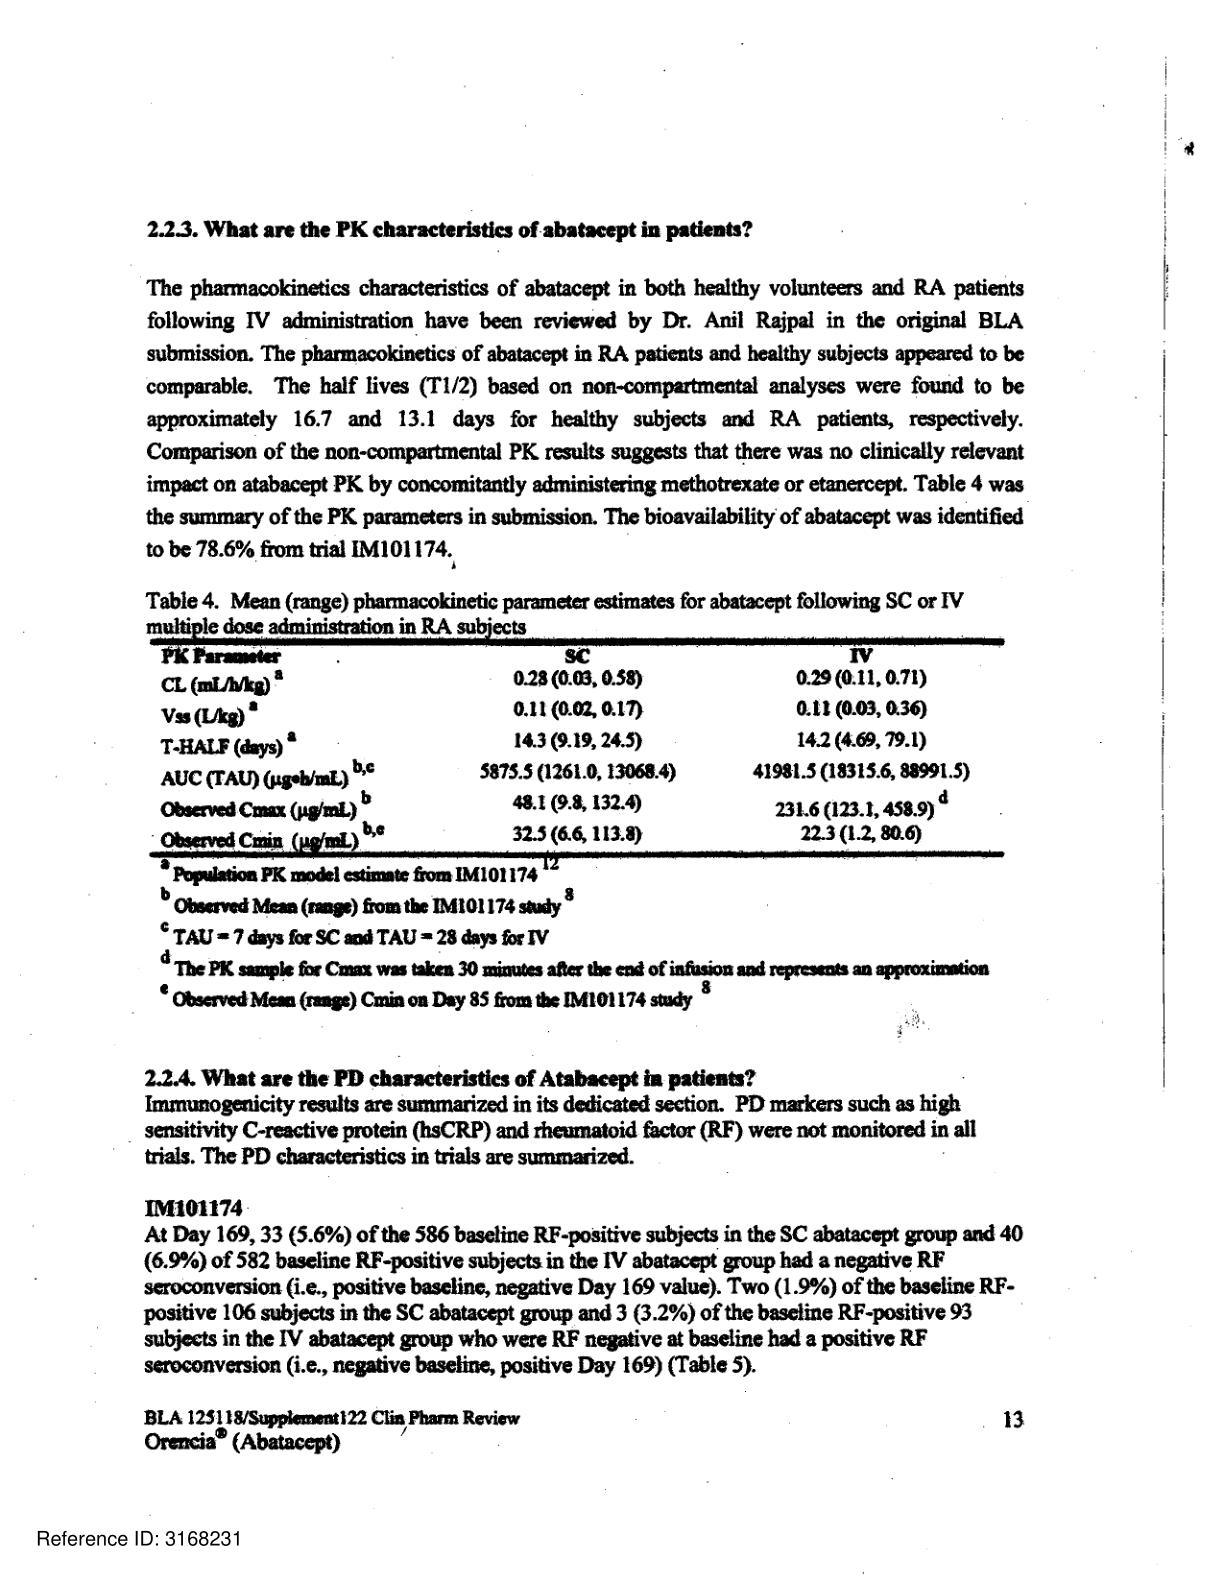 2.2.3. What are the PK characteristics of abatacept in patients?
The pharmacokinetics characteristics of abatacept in both healthy volunteers and RA patients
following IV administration have been reviewed by Dr. Anil Rajpal in the original BLA
submission. The pharmacokinetics of abatacept in RA patients and healthy subjects appeared to be
comparable. The half lives (T1/2) based on non-compartmental analyses were found to be
approximately 16.7 and 13.1 days for healthy subjects and RA patients, respectively.
Comparison of the non-compartmental PK results suggests that there was no clinically relevant
impact on atabacept PK by concomitantly administering methotrexate or etanercept. Table 4 was
the summary of the PK parameters in submission. The bioavailability of abatacept was identified
to be 78.6% from trial IM101174.
Table 4. Mean (range) pharmacokinetic parameter estimates for abatacept following SC or IV
multiple dose administration in RA subjects
PK Parameter SC IV
CL (mL/h/kg) a 0.28 (0.03, 0.58) 0.29 (0.11, 0.71)
Vss (L/kg) a 0.11 (0.02, 0.17) 0.11 (0.03, 0.36)
T-HALF (days) a 14.3 (9.19, 24.5) 14.2 (4.69, 79.1)
AUC (TAU) (µg•h/mL) b,c 5875.5 (1261.0, 13068.4) 41981.5 (18315.6, 88991.5)
Observed Cmax (µg/mL) b 48.1 (9.8, 132.4) 231.6 (123.1, 458.9) d
Observed Cmin (µg/mL) b,e 32.5 (6.6, 113.8) 22.3 (1.2, 80.6)
a Population PK model estimate from IM101174 12
b Observed Mean (range) from the IM101174 study 8
c TAU = 7 days for SC and TAU = 28 days for IV
d The PK sample for Cmax was taken 30 minutes after the end of infusion and represents an approximation
e Observed Mean (range) Cmin on Day 85 from the IM101174 study 8
2.2.4. What are the PD characteristics of Atabacept in patients?
Immunogenicity results are summarized in its dedicated section. PD markers such as high
sensitivity C-reactive protein (hsCRP) and rheumatoid factor (RF) were not monitored in all
trials. The PD characteristics in trials are summarized.
IM101174
At Day 169, 33 (5.6%) of the 586 baseline RF-positive subjects in the SC abatacept group and 40
(6.9%) of 582 baseline RF-positive subjects in the IV abatacept group had a negative RF
seroconversion (i.e., positive baseline, negative Day 169 value). Two (1.9%) of the baseline RF-
positive 106 subjects in the SC abatacept group and 3 (3.2%) of the baseline RF-positive 93
subjects in the IV abatacept group who were RF negative at baseline had a positive RF
seroconversion (i.e., negative baseline, positive Day 169) (Table 5).
BLA 125118/Supplement122 Clin Pharm Review 13
Orencia® (Abatacept)
Reference ID: 3168231